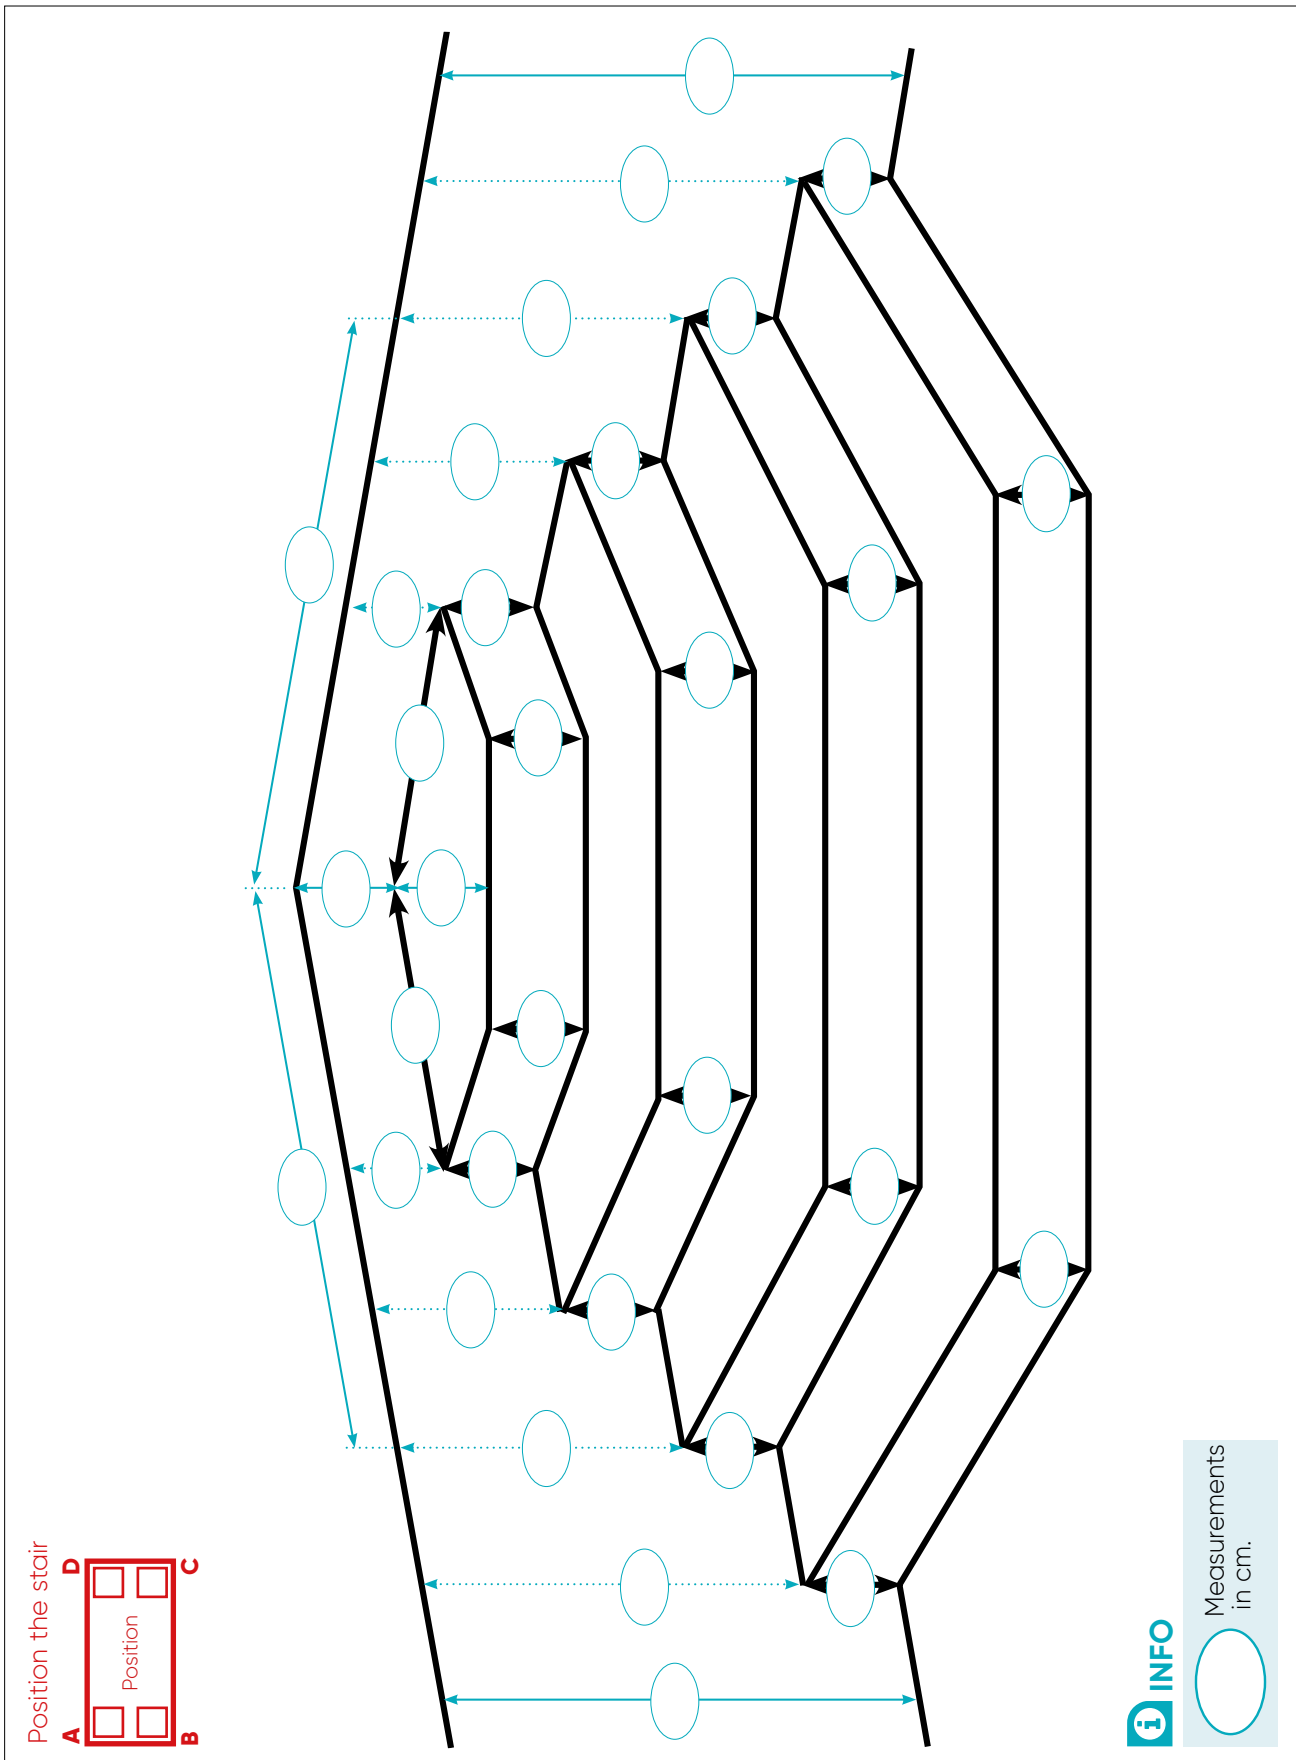 Position the stair
A
D
Position
B
C
i INFO
Measurements
in cm.